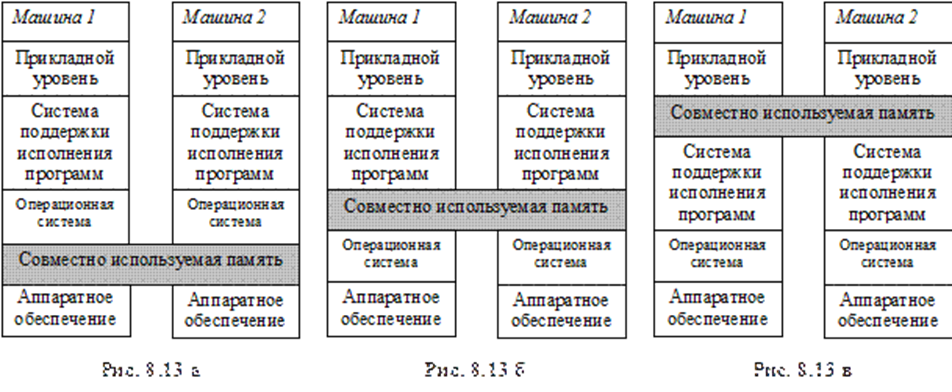 Машина 1
Прикладной
уровень
Система
поддержки
исполнения
программ
Операционная
система
Машина 2
Прикладной
уровень
Система
поддержки
исполнения
программ
Операционная
система
Совместно используемая память
Аппаратное
обеспечение
Аппаратное
обеспечение
Рис. 8.13 а
Машина 1
Прикладной
уровень
Система
поддержки
исполнения
программ
Машина 2
Прикладной
уровень
Система
поддержки
исполнения
программ
Совместно используемая память
Операционная
система
Аппаратное
обеспечение
Операционная
система
Аппаратное
обеспечение
Рис. 8.13 б
Машина 1
Прикладной
уровень
Машина 2
Прикладной
уровень
Совместно используемая память
Система
поддержки
исполнения
программ
Операционная
система
Аппаратное
обеспечение
Система
поддержки
исполнения
программ
Операционная
система
Аппаратное
обеспечение
Рис. 8.13 в